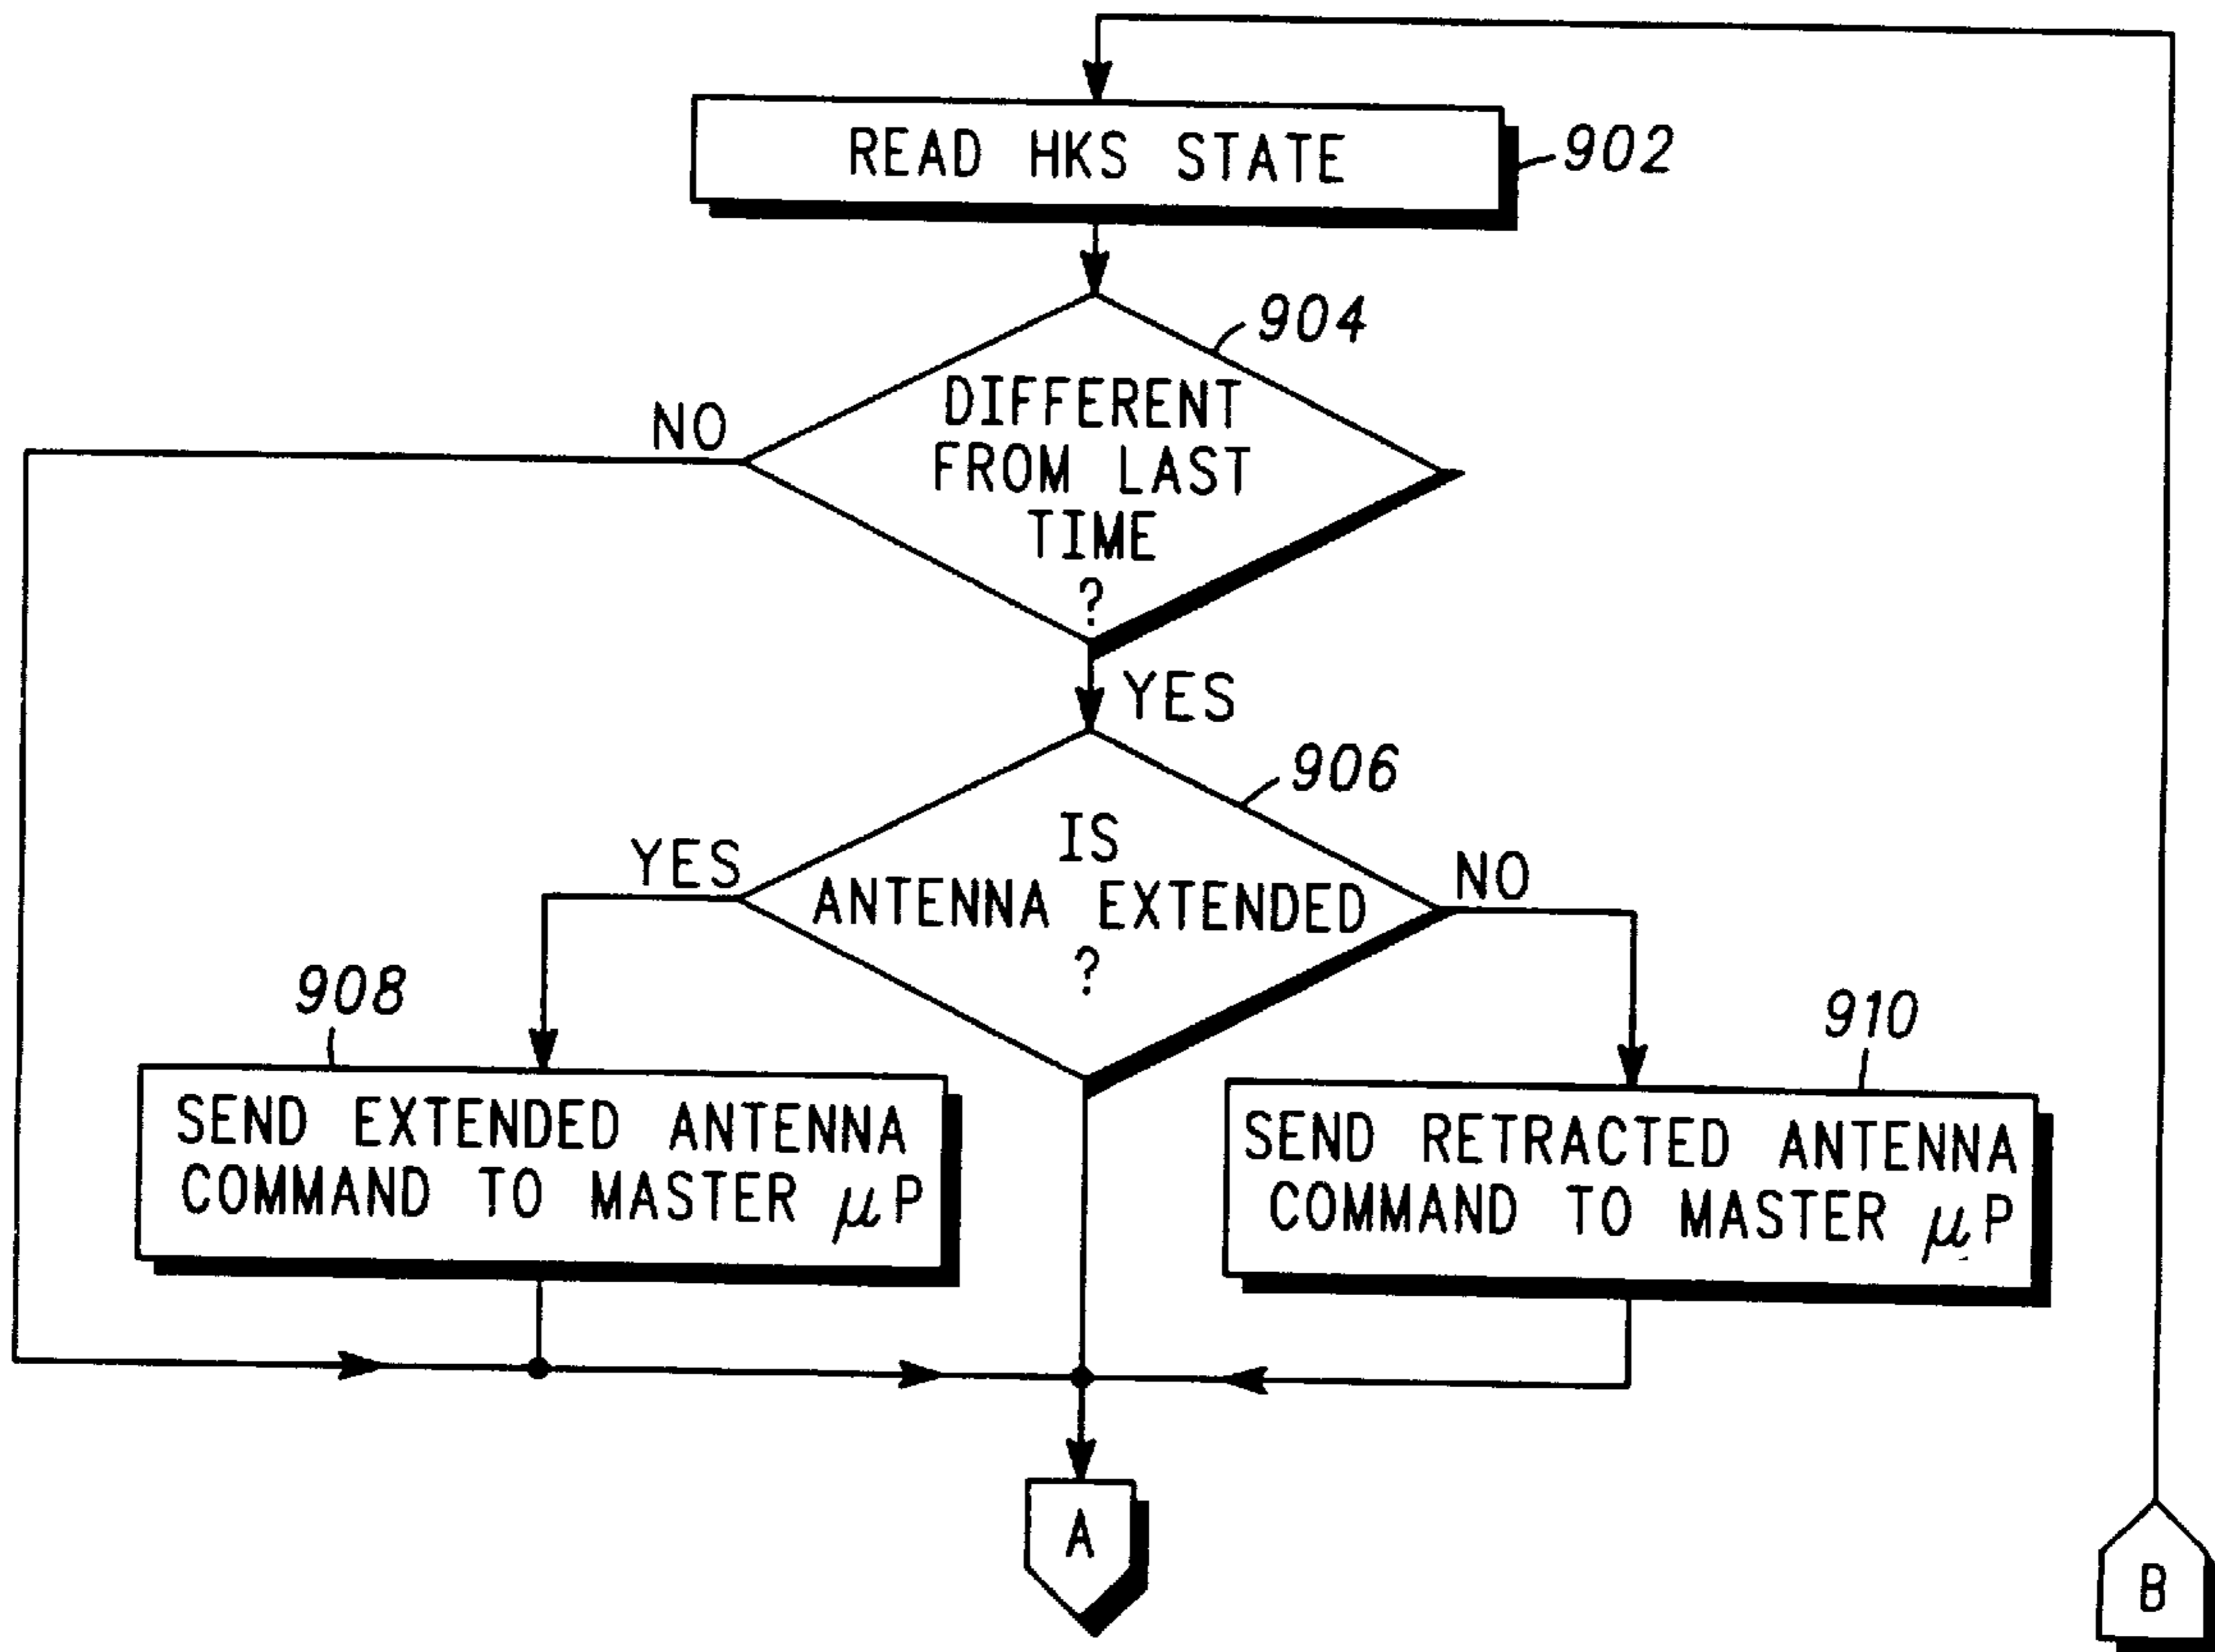 READ HKS STATE
902
904
DIFFERENT
FROM LAST
TIME
?
NO
YES
906
IS
ANTENNA EXTENDED
?
YES
NO
908
SEND EXTENDED ANTENNA
COMMAND TO MASTER μP
910
SEND RETRACTED ANTENNA
COMMAND TO MASTER μP
A
B